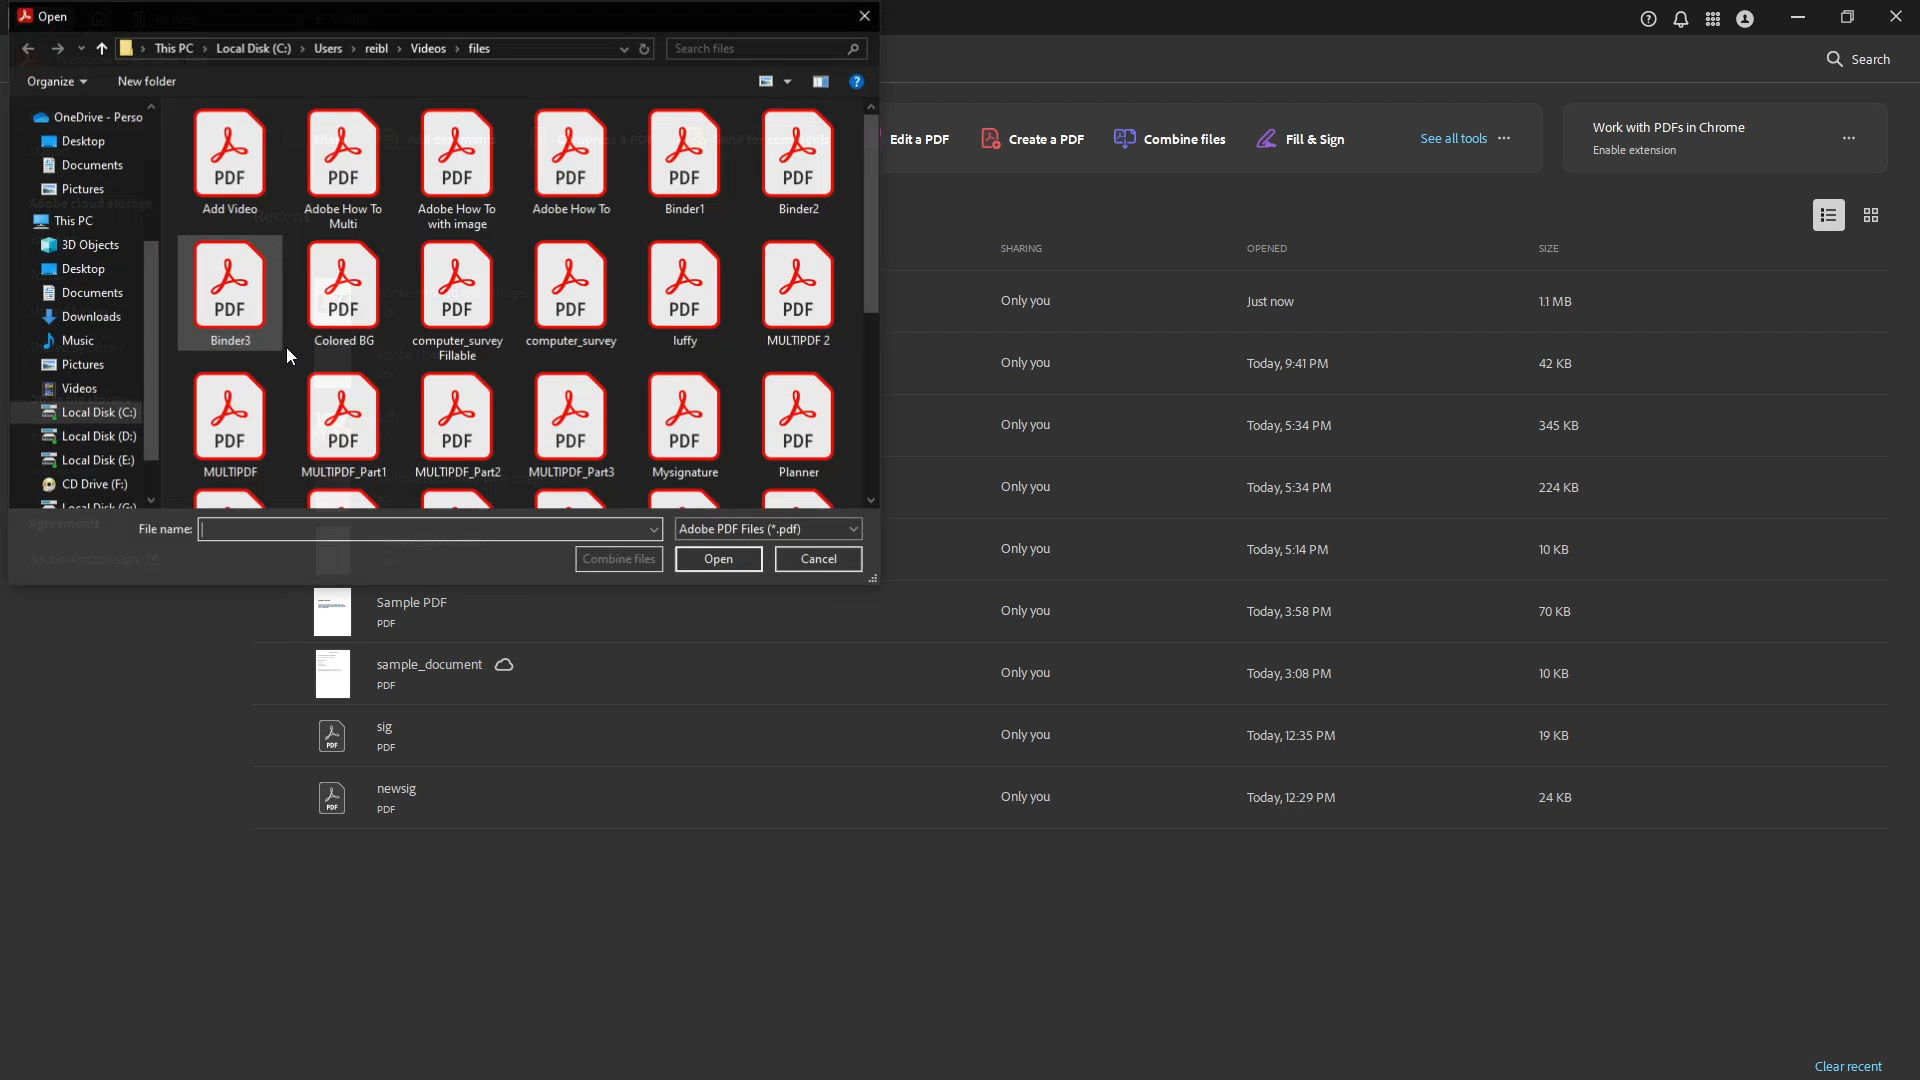 Open
This PC > Local Disk (C:) > Users > reibl > Videos > files
Search files
Search
Organize
New folder
OneDrive - Perso
Desktop
Documents
Pictures
This PC
3D Objects
Desktop
Documents
Downloads
Music
Pictures
Videos
Local Disk (C:)
Local Disk (D:)
Local Disk (E:)
CD Drive (F:)
Local Disk (G:)
PDF
Add Video
PDF
Adobe How To
Multi
PDF
Adobe How To
with image
PDF
Adobe How To
PDF
Binder1
PDF
Binder2
PDF
Binder3
PDF
Colored BG
PDF
computer_survey
Fillable
PDF
computer_survey
PDF
luffy
PDF
MULTIPDF 2
PDF
MULTIPDF
PDF
MULTIPDF_Part1
PDF
MULTIPDF_Part2
PDF
MULTIPDF_Part3
PDF
Mysignature
PDF
Planner
File name:
Adobe PDF Files (*.pdf)
Combine files
Open
Cancel
Edit a PDF
Create a PDF
Combine files
Fill & Sign
See all tools
Work with PDFs in Chrome
Enable extension
Recent
Adobe cloud storage
Agreements
SHARING OPENED SIZE
Only you Just now 1.1 MB
Only you Today, 9:41 PM 42 KB
Only you Today, 5:34 PM 345 KB
Only you Today, 5:34 PM 224 KB
Only you Today, 5:14 PM 10 KB
Sample PDF
PDF
Only you Today, 3:58 PM 70 KB
sample_document
PDF
Only you Today, 3:08 PM 10 KB
sig
PDF
Only you Today, 12:35 PM 19 KB
newsig
PDF
Only you Today, 12:29 PM 24 KB
Clear recent